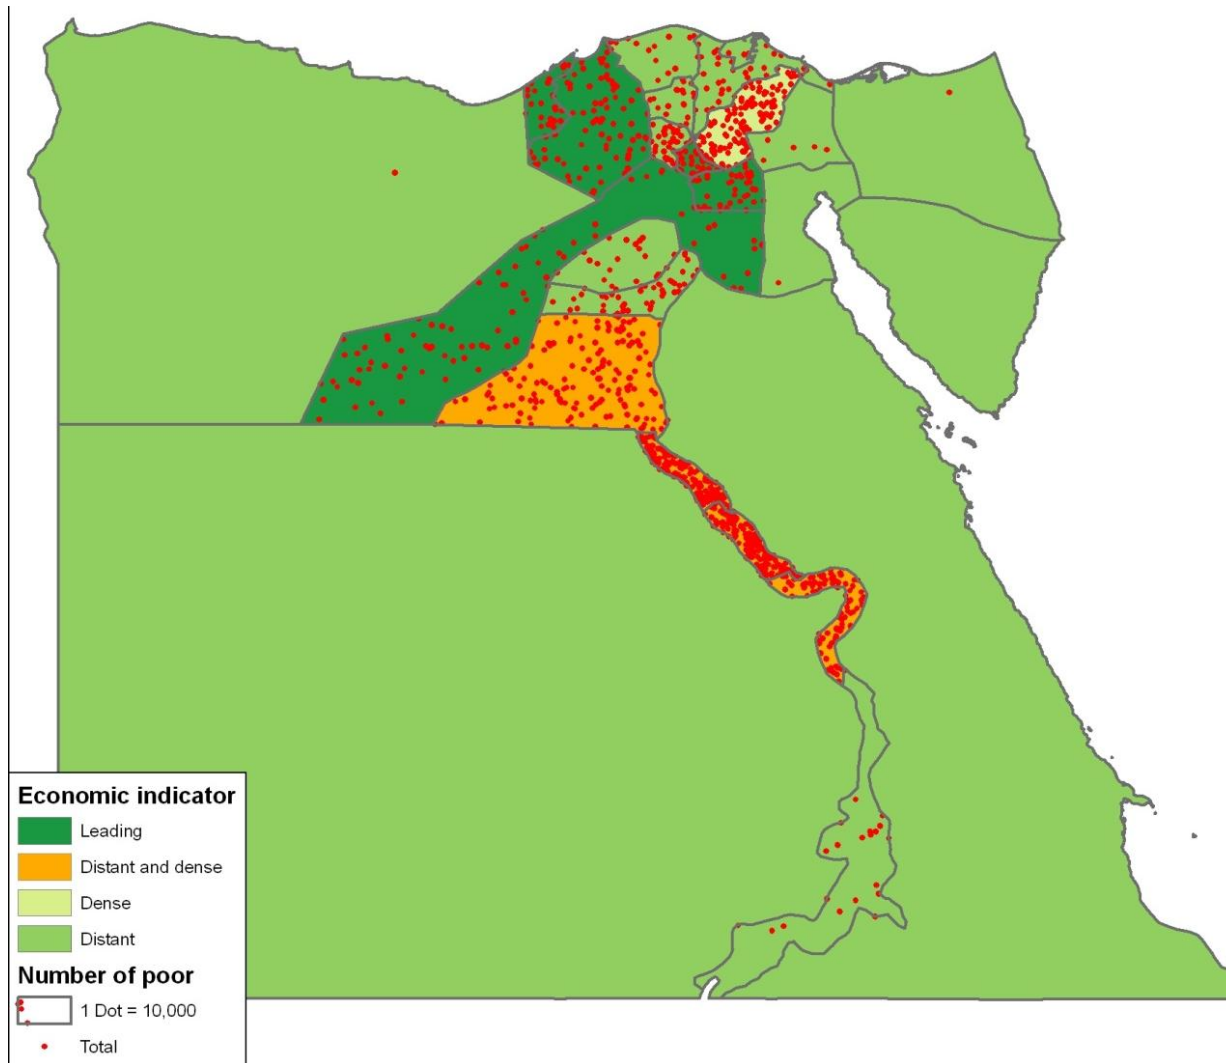 Economic indicator
Leading
Distant and dense
Dense
Distant
Number of poor
1 Dot = 10,000
Total